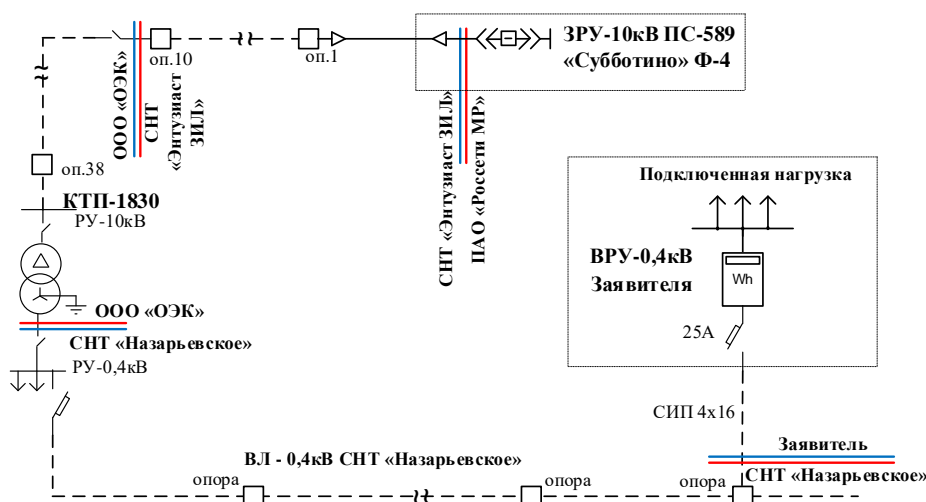 ЗРУ-10кВ ПС-589
«Субботино» Ф-4
оп.10
оп.1
ООО «ОЭК»
СНТ
«Энтузиаст
ЗИЛ»
СНТ «Энтузиаст ЗИЛ»
ПАО «Россети МР»
оп.38
КТП-1830
РУ-10кВ
Подключенная нагрузка
ВРУ-0,4кВ
Заявителя
Wh
25А
ООО «ОЭК»
СНТ «Назарьевское»
РУ-0,4кВ
СИП 4х16
Заявитель
СНТ «Назарьевское»
ВЛ - 0,4кВ СНТ «Назарьевское»
опора
опора
опора